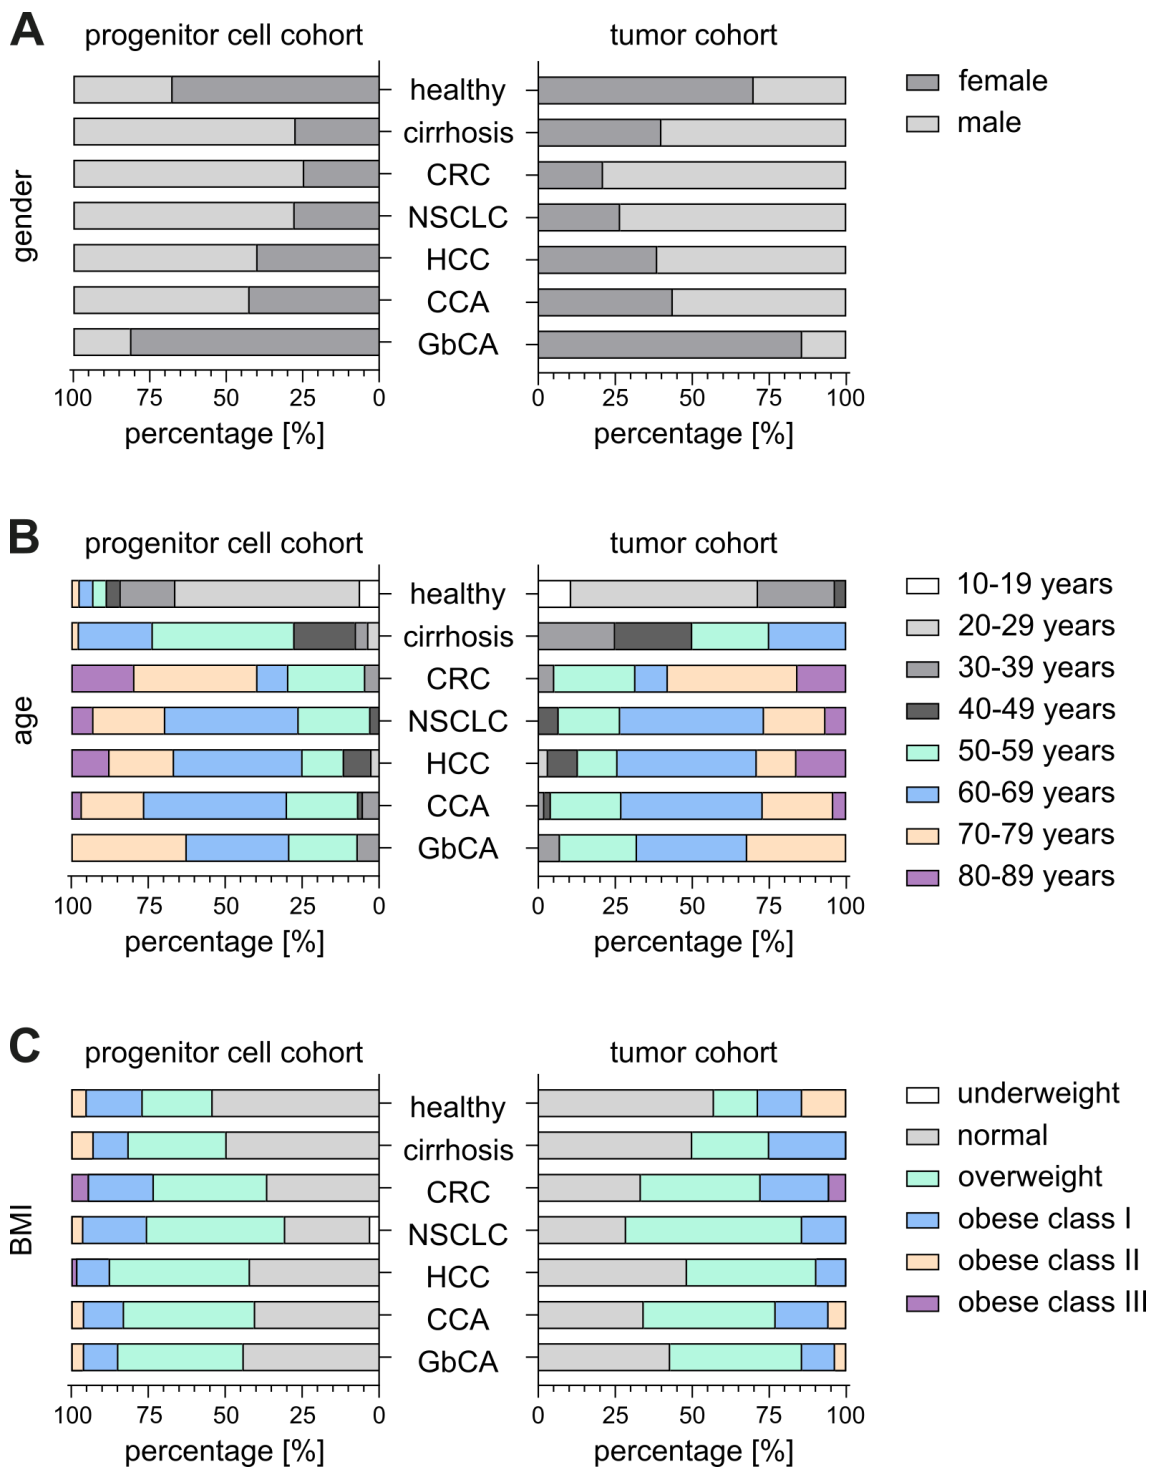 A
progenitor cell cohort
tumor cohort
gender
healthy
cirrhosis
CRC
NSCLC
HCC
CCA
GbCA
female
male
100 75 50 25 0
0 25 50 75 100
percentage [%]
percentage [%]
B
progenitor cell cohort
tumor cohort
age
healthy
cirrhosis
CRC
NSCLC
HCC
CCA
GbCA
10-19 years
20-29 years
30-39 years
40-49 years
50-59 years
60-69 years
70-79 years
80-89 years
100 75 50 25 0
0 25 50 75 100
percentage [%]
percentage [%]
C
progenitor cell cohort
tumor cohort
BMI
healthy
cirrhosis
CRC
NSCLC
HCC
CCA
GbCA
underweight
normal
overweight
obese class I
obese class II
obese class III
100 75 50 25 0
0 25 50 75 100
percentage [%]
percentage [%]